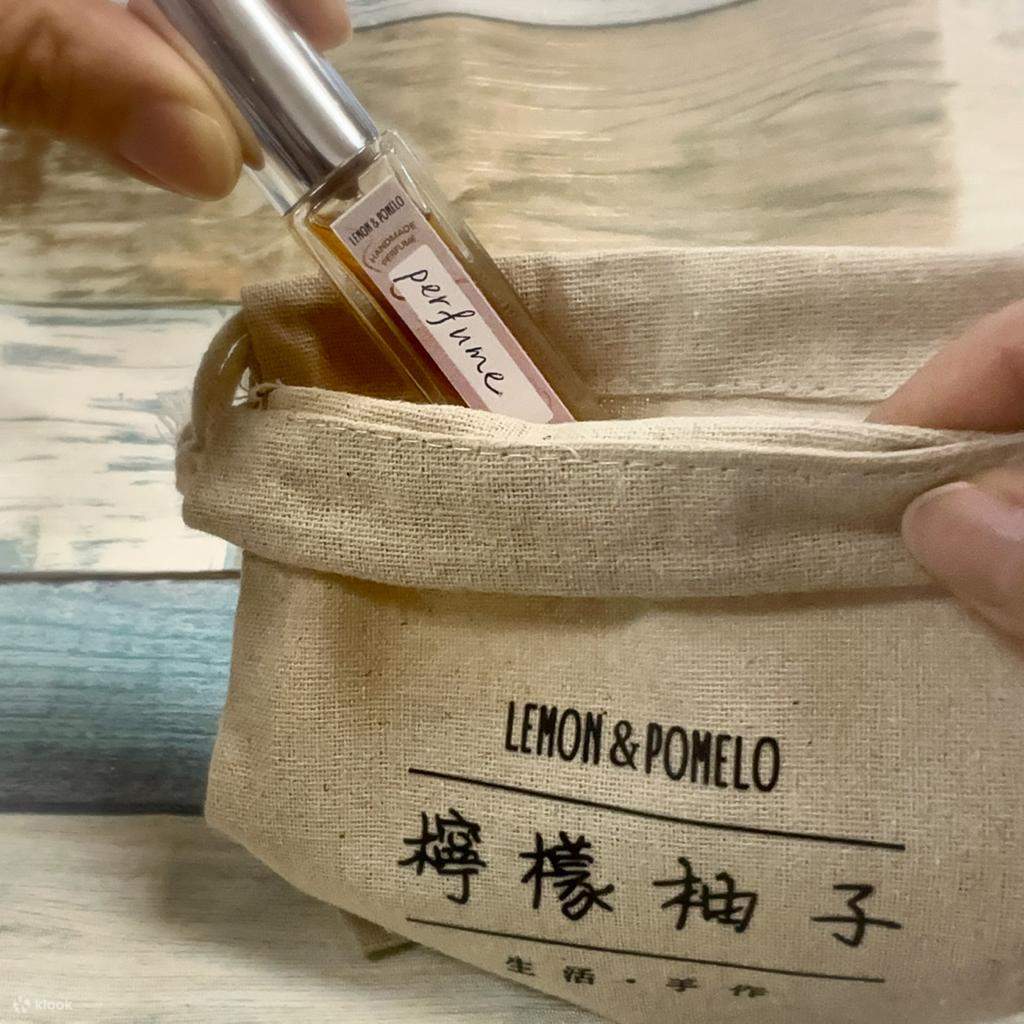 LEMON & POMELO
HANDMADE
PERFUME
perfume
LEMON & POMELO
檸檬柚子
生活・手作
klook